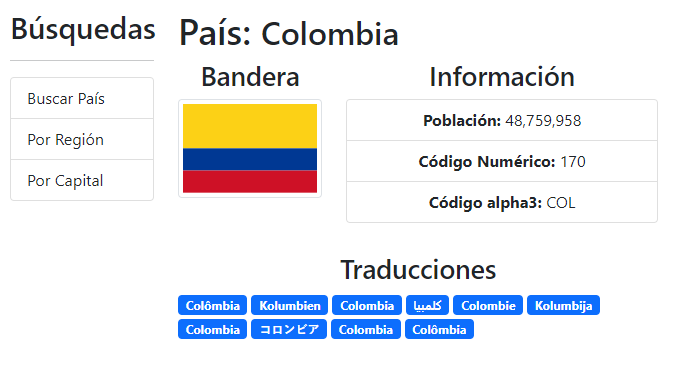 Búsquedas
Buscar País
Por Región
Por Capital
País: Colombia
Bandera
Información
Población: 48,759,958
Código Numérico: 170
Código alpha3: COL
Traducciones
Colômbia Kolumbien Colombia کلمبیا Colombie Kolumbija
Colombia コロンビア Colombia Colômbia